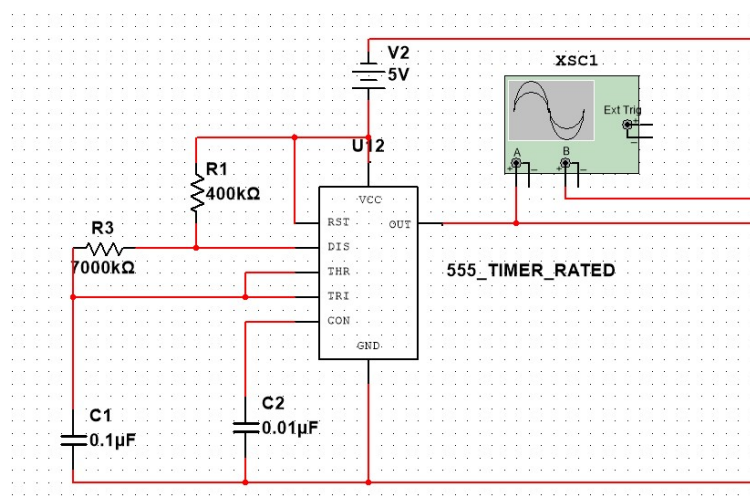 V2
5V
XSC1
Ext Trig
+
-
A
B
+
-
+
-
U12
R1
400kΩ
VCC
RST
OUT
R3
7000kΩ
DIS
THR
555_TIMER_RATED
TRI
CON
GND
C1
0.1µF
C2
0.01µF